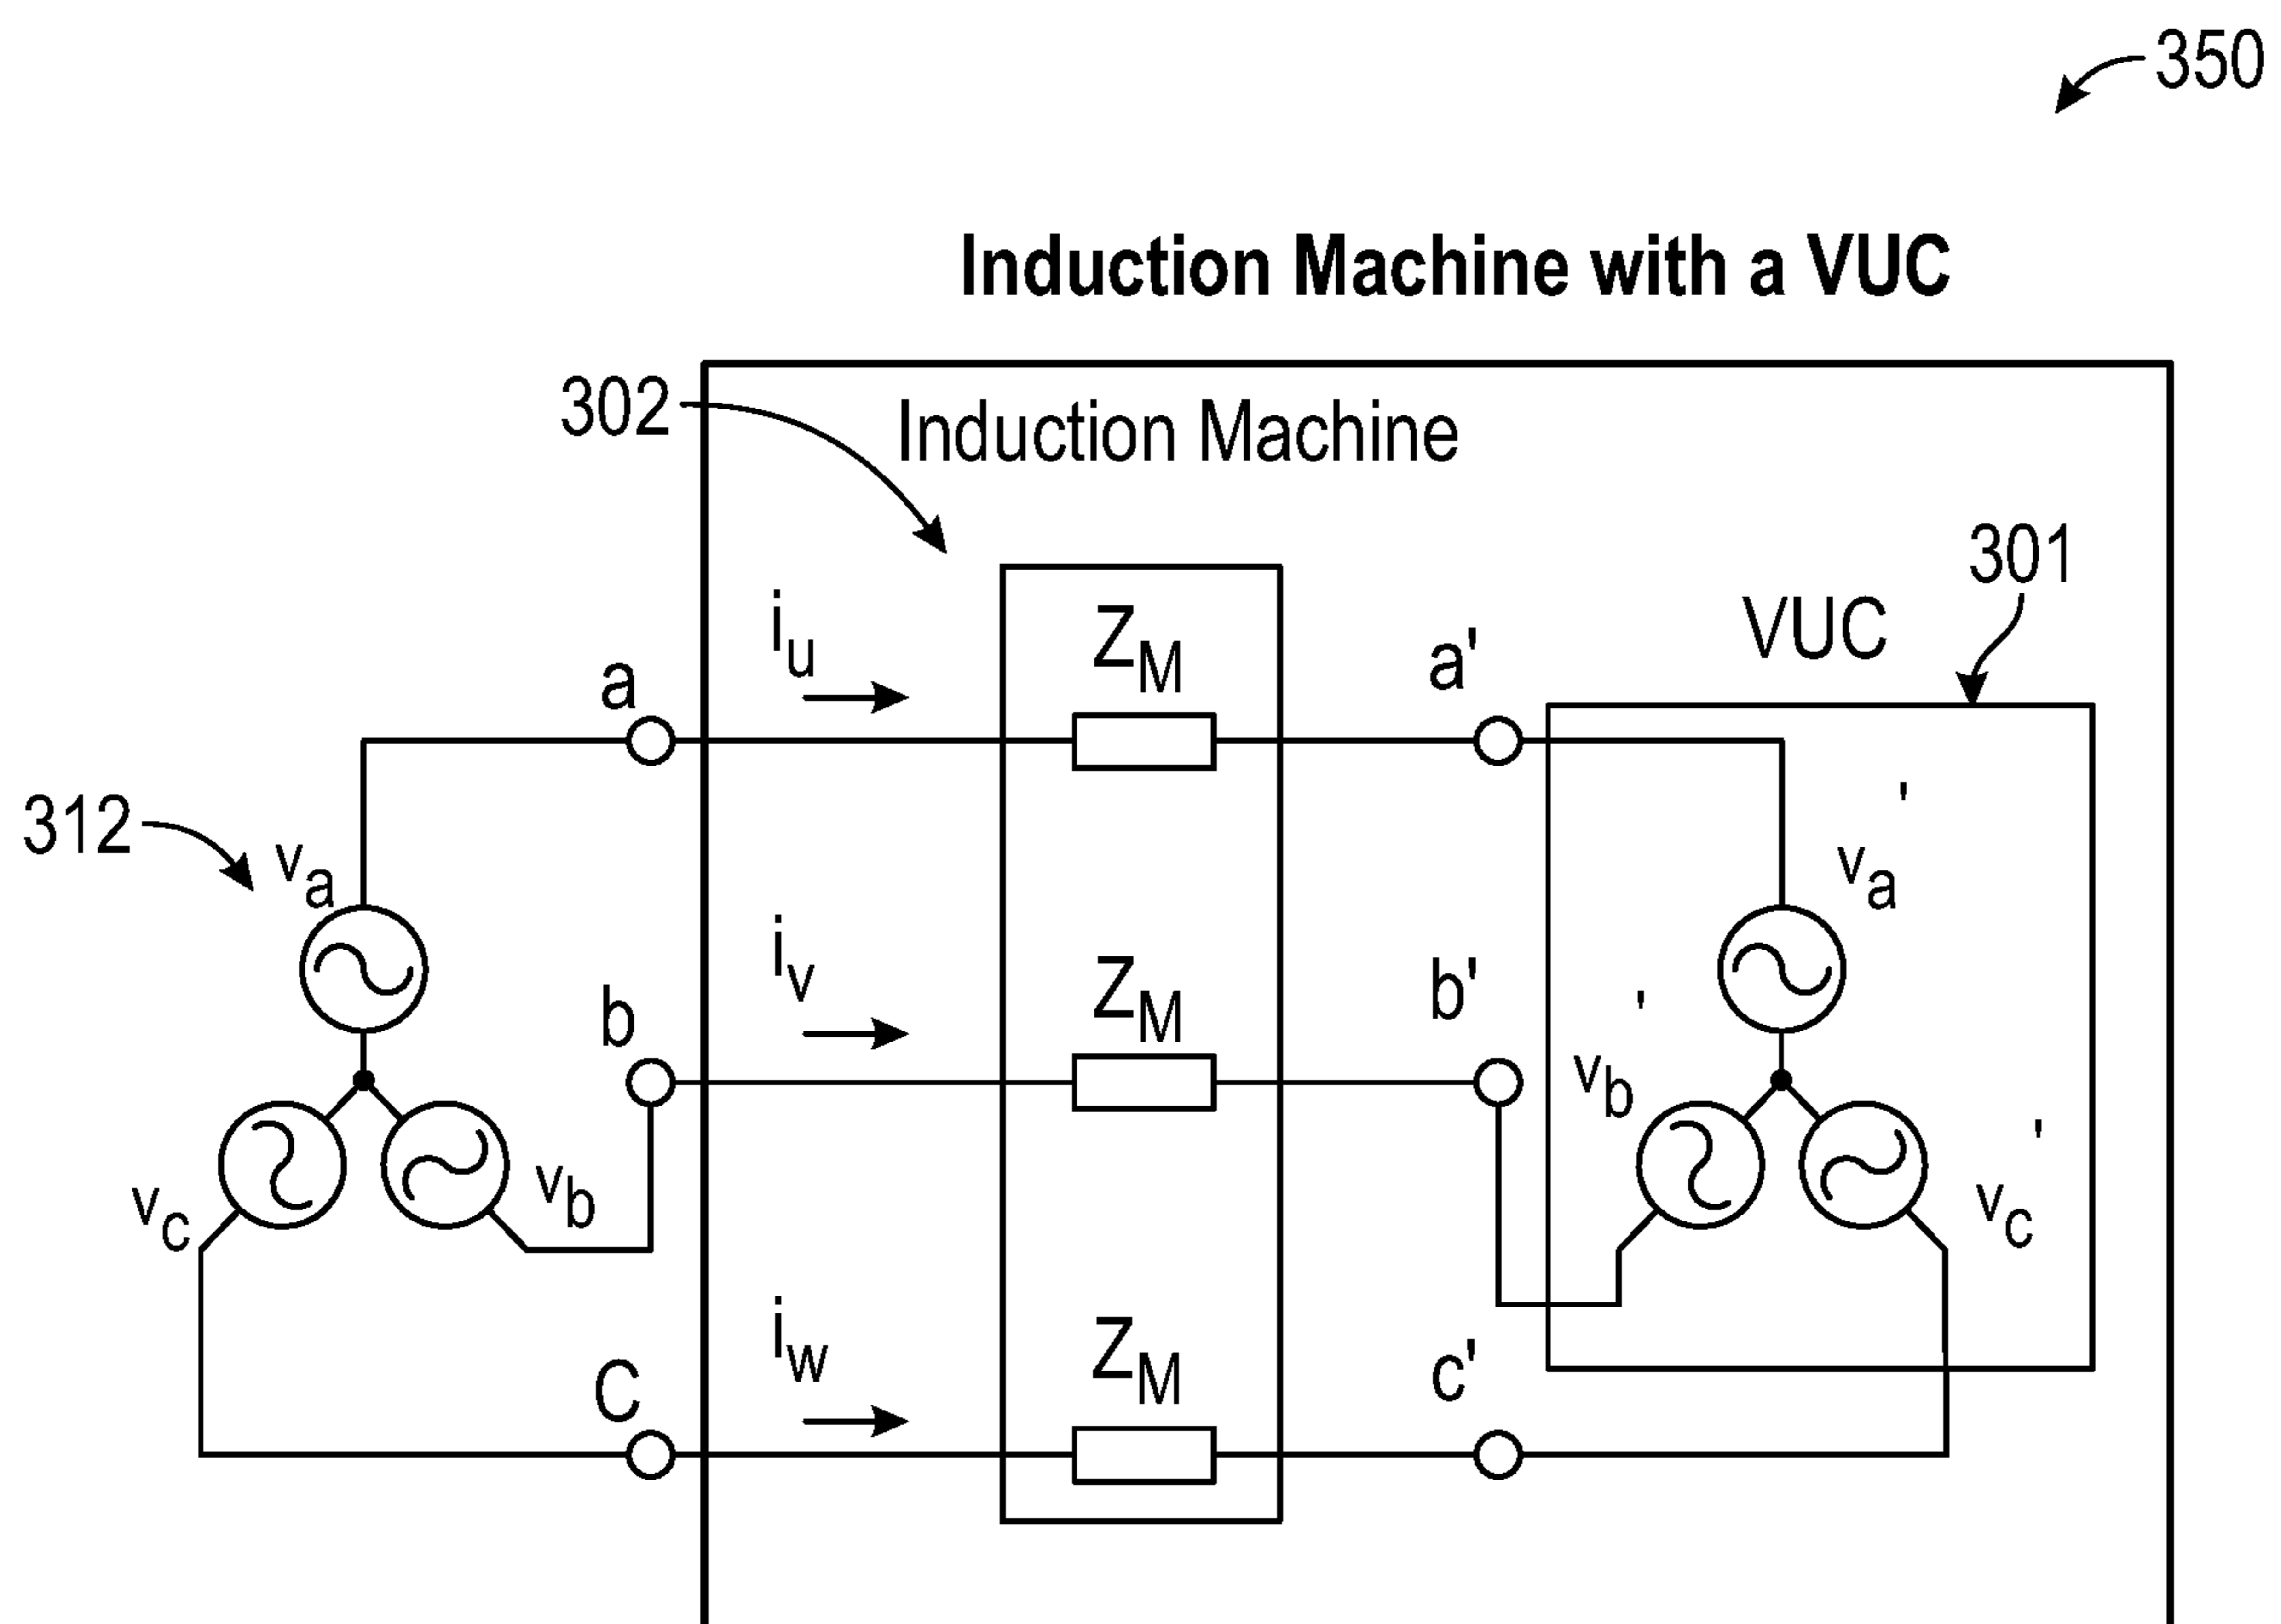 350
Induction Machine with a VUC
302
Induction Machine
301
VUC
iu
ZM
a
a'
312
va
va'
iv
ZM
b
b'
vb'
vb
vc
vc'
iw
ZM
C
c'